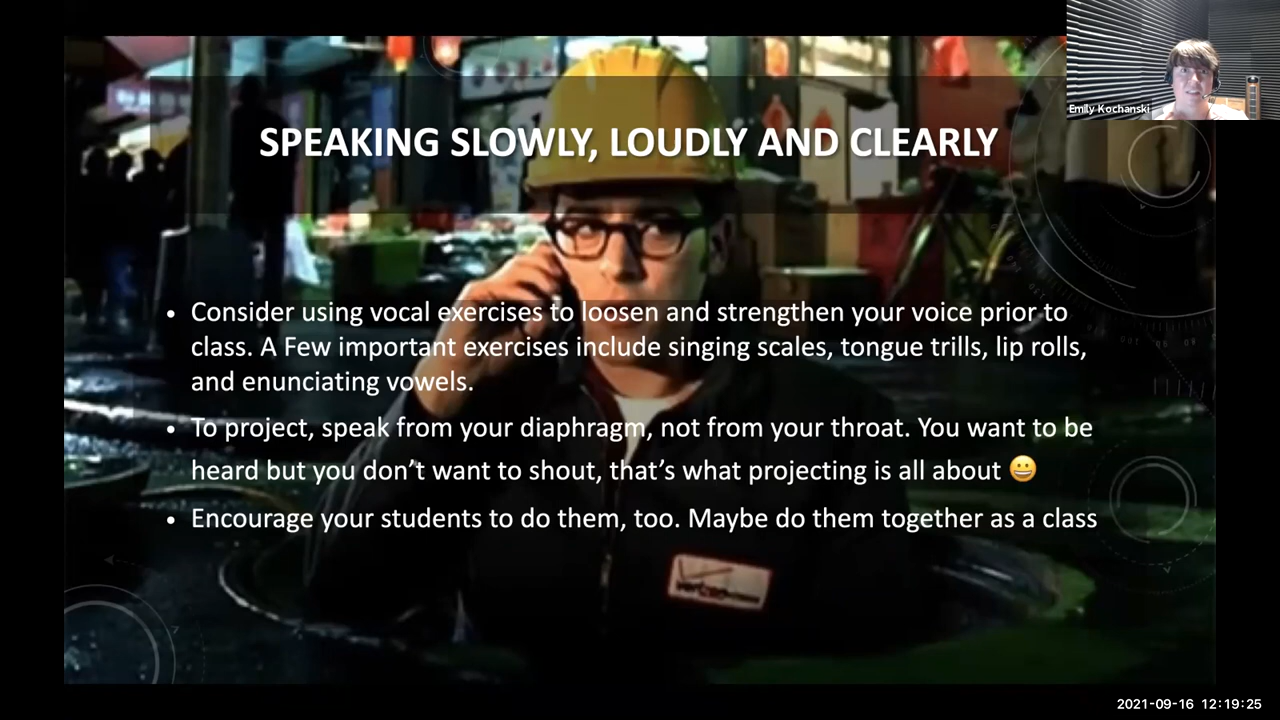 Emily Kochanski
SPEAKING SLOWLY, LOUDLY AND CLEARLY
• Consider using vocal exercises to loosen and strengthen your voice prior to
class. A Few important exercises include singing scales, tongue trills, lip rolls,
and enunciating vowels.
• To project, speak from your diaphragm, not from your throat. You want to be
heard but you don't want to shout, that's what projecting is all about 😀
• Encourage your students to do them, too. Maybe do them together as a class
verizon
2021-09-16 12:19:25